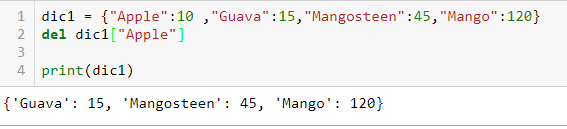 1 dic1 = {"Apple":10 ,"Guava":15,"Mangosteen":45,"Mango":120}
2 del dic1["Apple"]
3
4 print(dic1)
{'Guava': 15, 'Mangosteen': 45, 'Mango': 120}